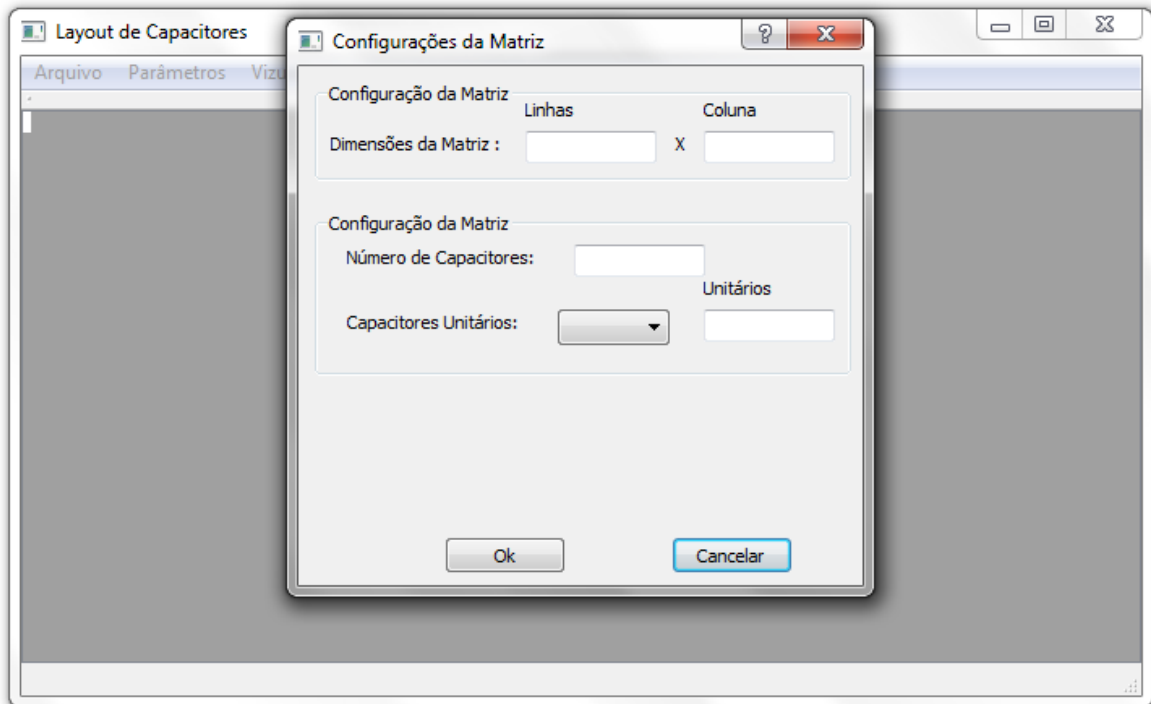 Layout de Capacitores
Configurações da Matriz
Arquivo Parâmetros
Configuração da Matriz
Linhas Coluna
Dimensões da Matriz : X
Configuração da Matriz
Número de Capacitores:
Unitários
Capacitores Unitários:
Ok Cancelar